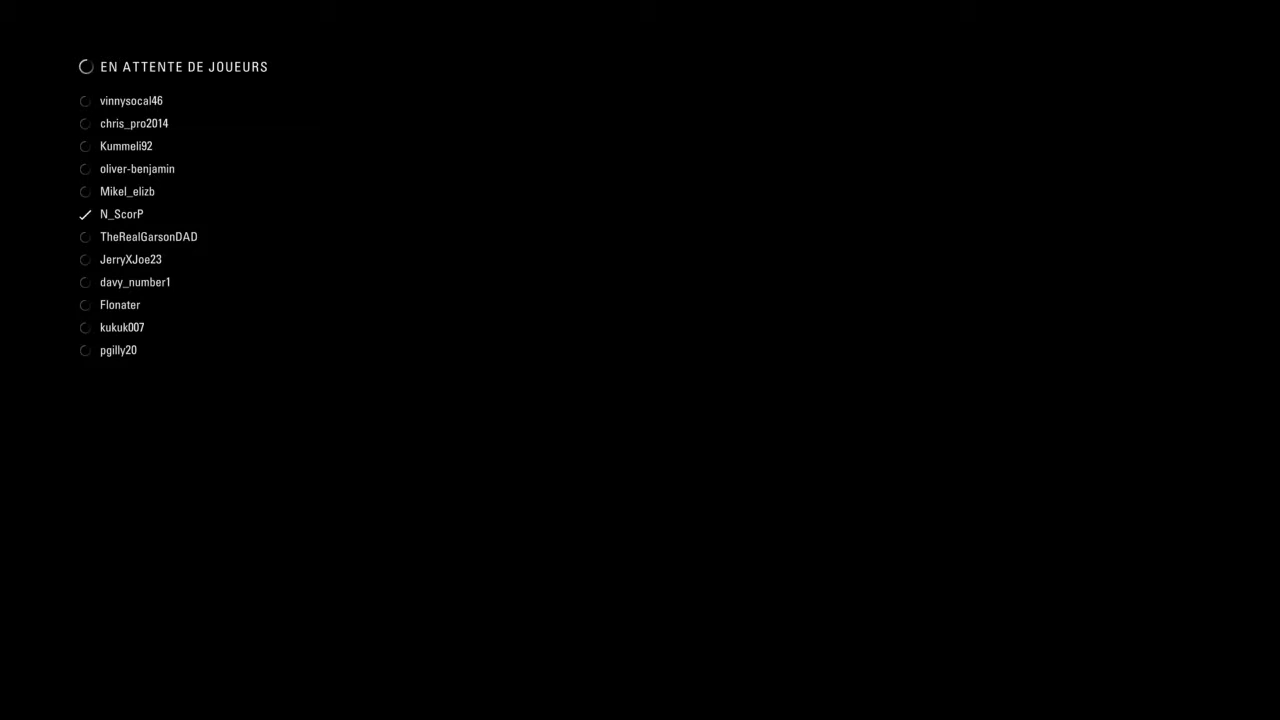 EN ATTENTE DE JOUEURS
vinnysocal46
chris_pro2014
Kummeli92
oliver-benjamin
Mikel_elizb
N_ScorP
TheRealGarsonDAD
JerryXJoe23
davy_number1
Flonater
kukuk007
pgilly20